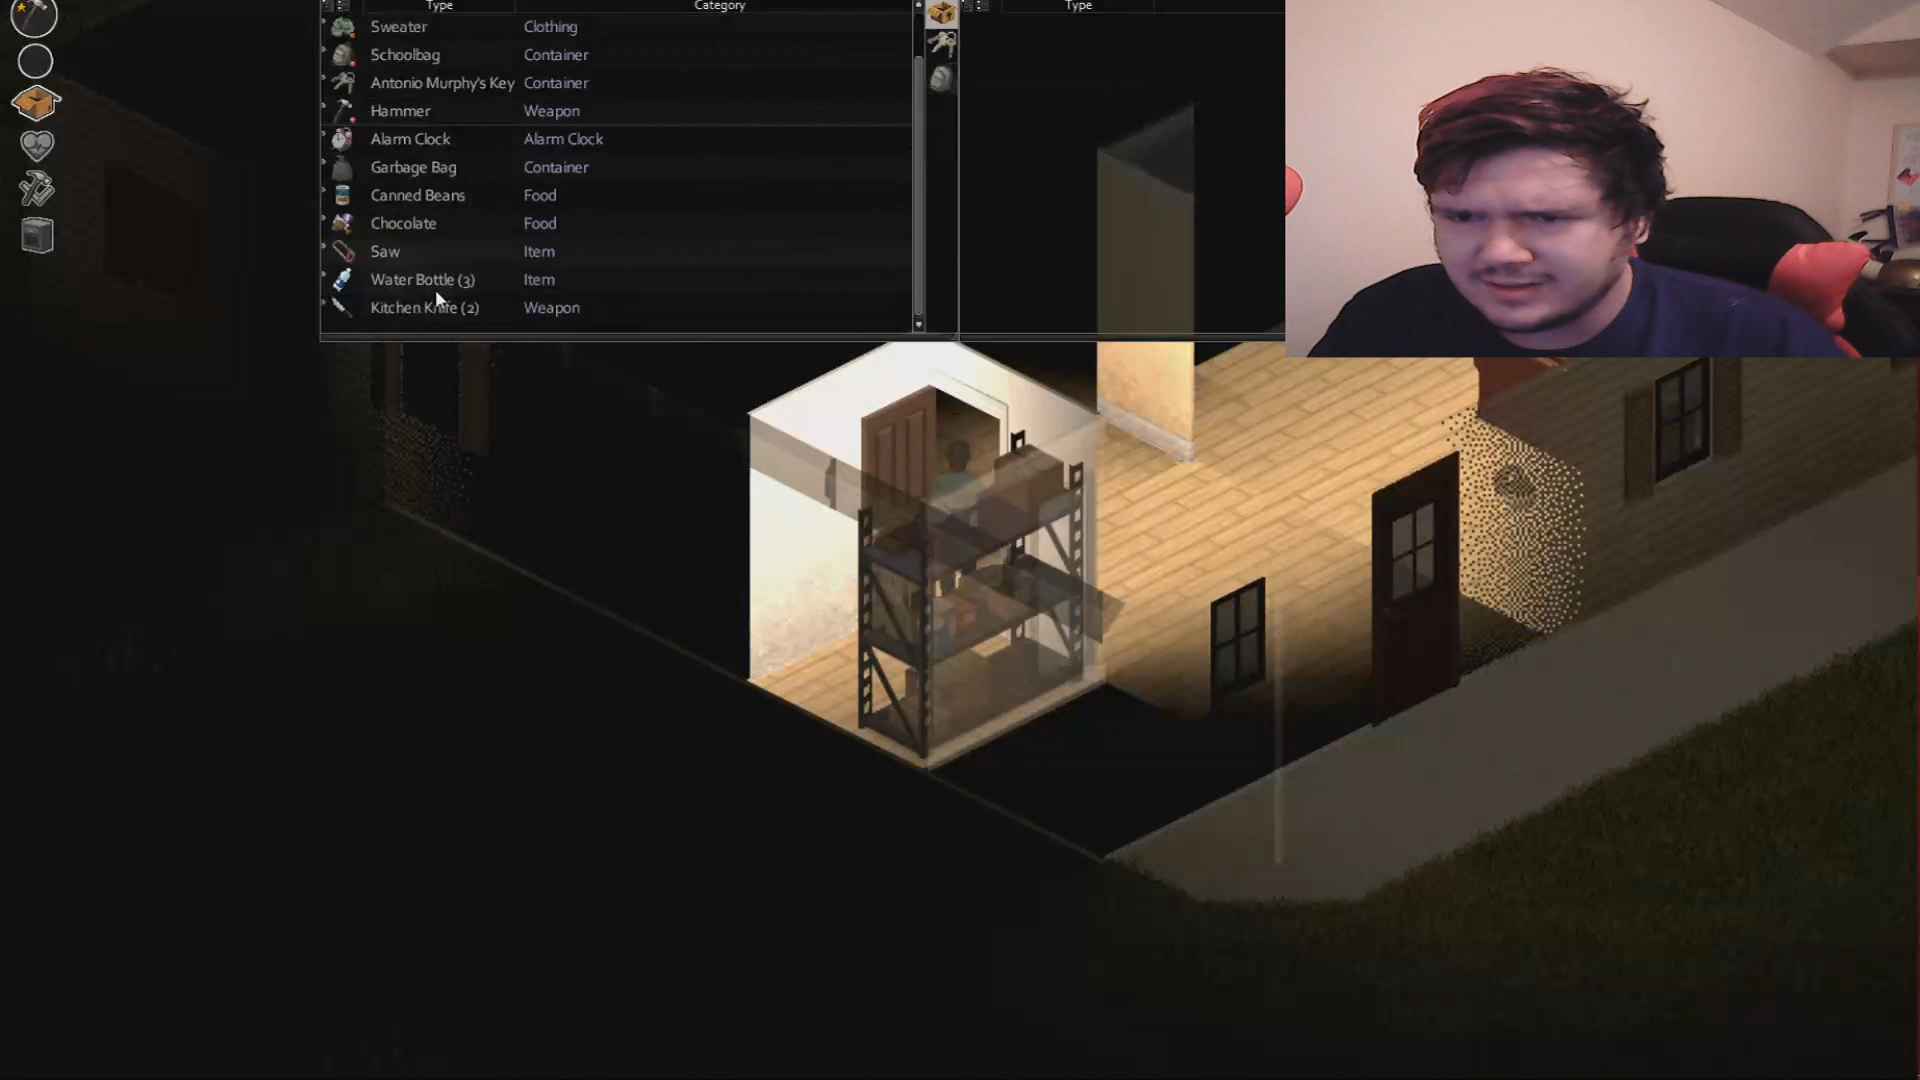 Type Category Type
Sweater Clothing
Schoolbag Container
Antonio Murphy's Key Container
Hammer Weapon
Alarm Clock Alarm Clock
Garbage Bag Container
Canned Beans Food
Chocolate Food
Saw Item
Water Bottle (3) Item
Kitchen Knife (2) Weapon